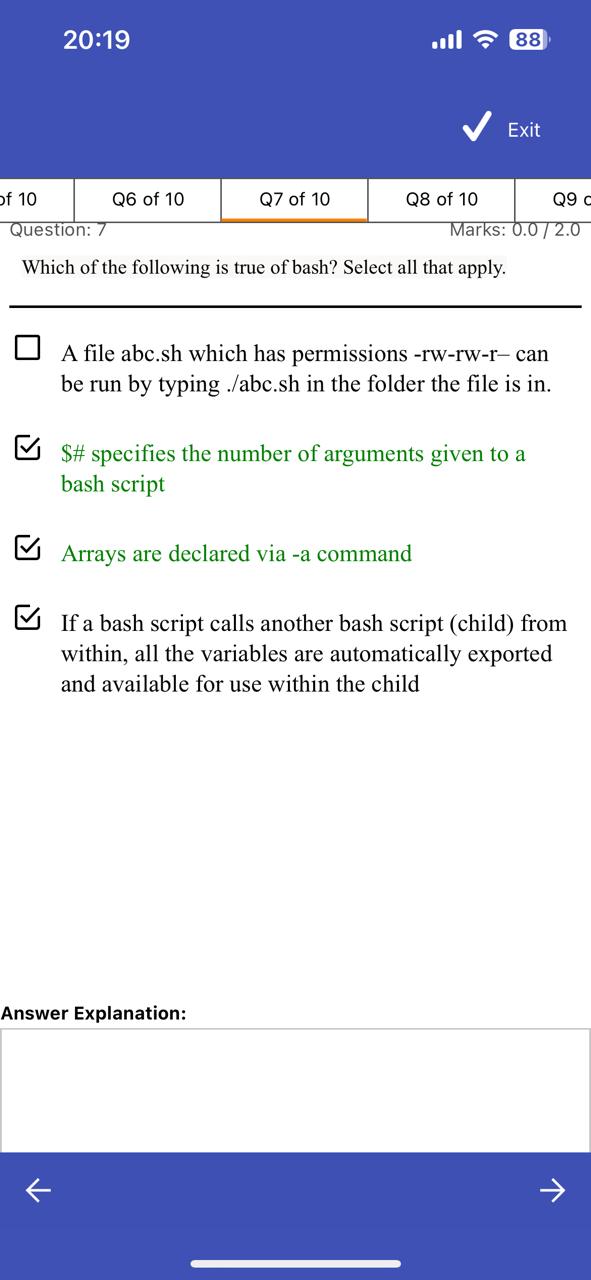 20:19
88
Exit
of 10
Q6 of 10
Q7 of 10
Q8 of 10
Q9 o
Question: 7
Marks: 0.0 / 2.0
Which of the following is true of bash? Select all that apply.
A file abc.sh which has permissions -rw-rw-r– can
be run by typing ./abc.sh in the folder the file is in.
$# specifies the number of arguments given to a
bash script
Arrays are declared via -a command
If a bash script calls another bash script (child) from
within, all the variables are automatically exported
and available for use within the child
Answer Explanation: